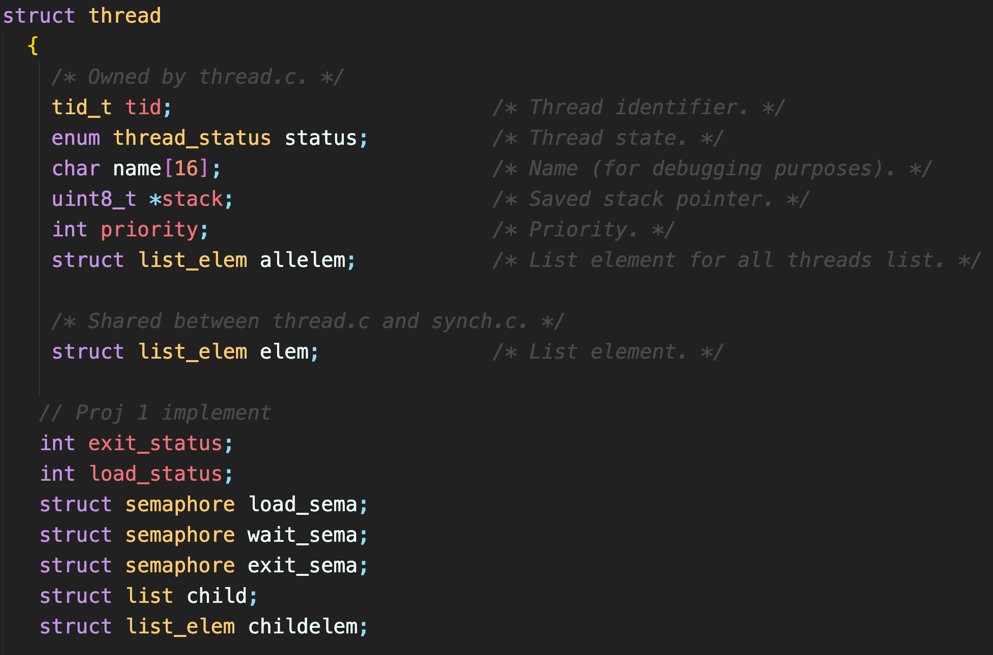 struct thread
{
/* Owned by thread.c. */
tid_t tid; /* Thread identifier. */
enum thread_status status; /* Thread state. */
char name[16]; /* Name (for debugging purposes). */
uint8_t *stack; /* Saved stack pointer. */
int priority; /* Priority. */
struct list_elem allelem; /* List element for all threads list. */
/* Shared between thread.c and synch.c. */
struct list_elem elem; /* List element. */
// Proj 1 implement
int exit_status;
int load_status;
struct semaphore load_sema;
struct semaphore wait_sema;
struct semaphore exit_sema;
struct list child;
struct list_elem childelem;